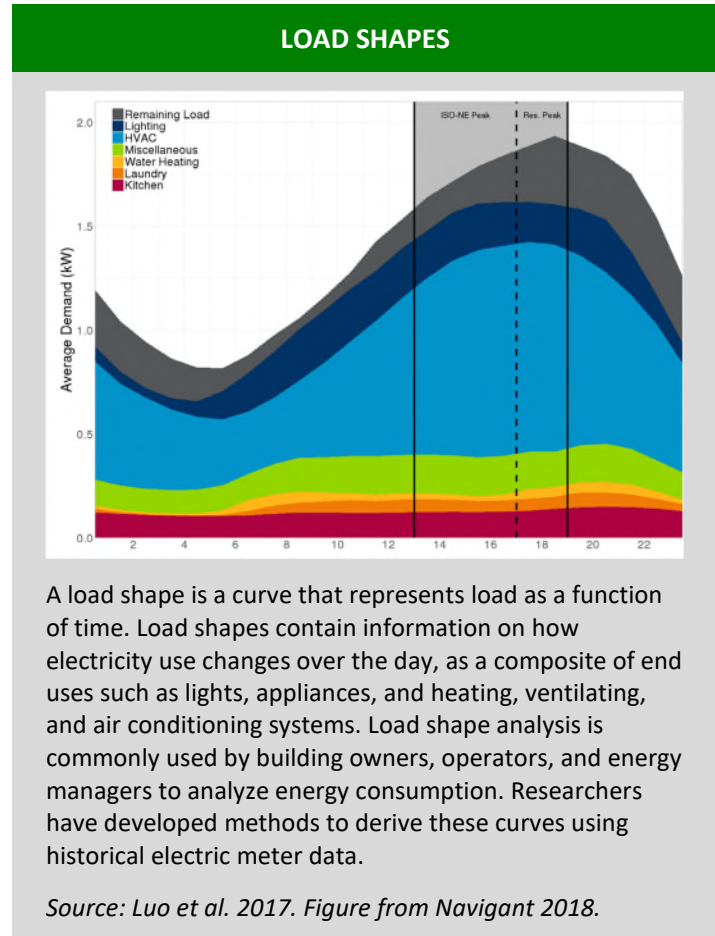 LOAD SHAPES
2.0
1.5
1.0
0.5
0.0
Average Demand (kW)
Remaining Load
Lighting
HVAC
Miscellaneous
Water Heating
Laundry
Kitchen
ISO-NE Peak
Res. Peak
2 4 6 8 10 12 14 16 18 20 22
A load shape is a curve that represents load as a function
of time. Load shapes contain information on how
electricity use changes over the day, as a composite of end
uses such as lights, appliances, and heating, ventilating,
and air conditioning systems. Load shape analysis is
commonly used by building owners, operators, and energy
managers to analyze energy consumption. Researchers
have developed methods to derive these curves using
historical electric meter data.
Source: Luo et al. 2017. Figure from Navigant 2018.